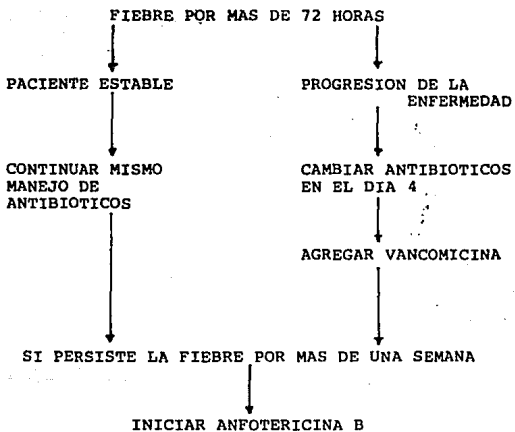 FIEBRE POR MAS DE 72 HORAS
PACIENTE ESTABLE
PROGRESION DE LA
ENFERMEDAD
CONTINUAR MISMO
MANEJO DE
ANTIBIOTICOS
CAMBIAR ANTIBIOTICOS
EN EL DIA 4
AGREGAR VANCOMICINA
SI PERSISTE LA FIEBRE POR MAS DE UNA SEMANA
INICIAR ANFOTERICINA B